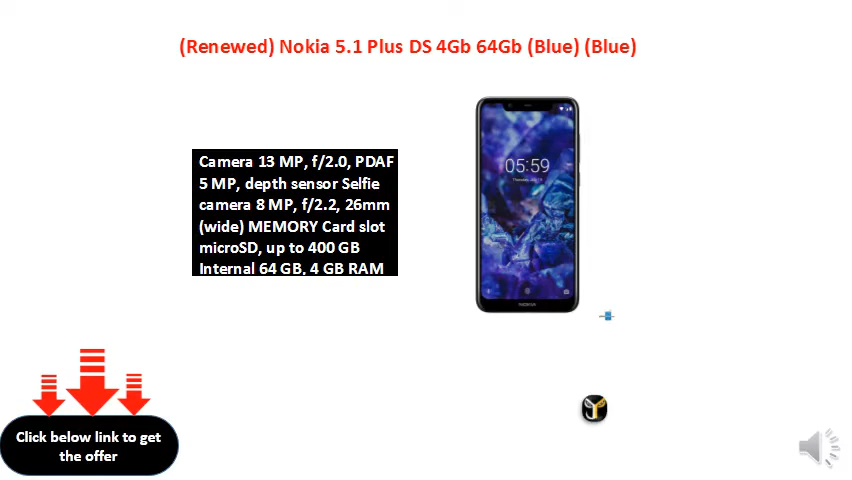 (Renewed) Nokia 5.1 Plus DS 4Gb 64Gb (Blue) (Blue)
Camera 13 MP, f/2.0, PDAF
5 MP, depth sensor Selfie
camera 8 MP, f/2.2, 26mm
(wide) MEMORY Card slot
microSD, up to 400 GB
Internal 64 GB, 4 GB RAM
05:59
NOKIA
Click below link to get
the offer